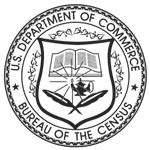 U.S. DEPARTMENT OF COMMERCE
BUREAU OF THE CENSUS